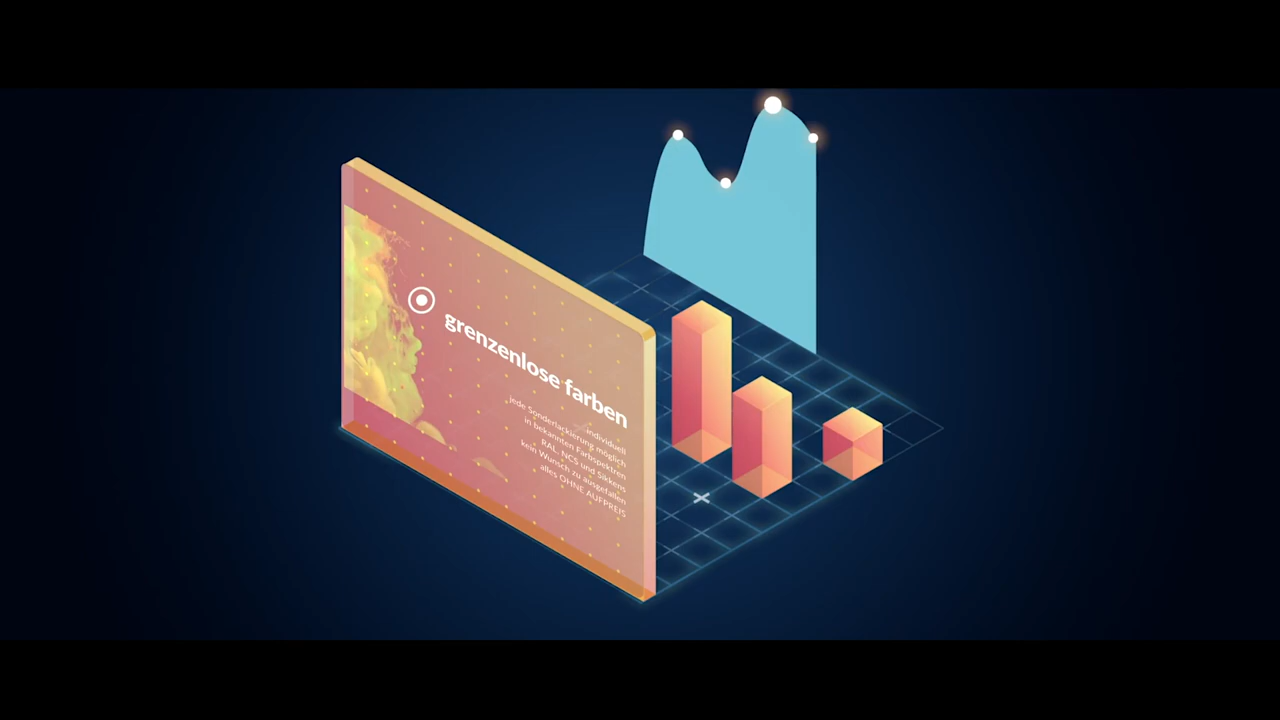 grenzenlose farben
individuell
jede Sonderlackierung möglich
in bekannten Farbspektren
RAL, NCS und Sikkens
kein Wunsch zu ausgefallen
alles OHNE AUFPREIS